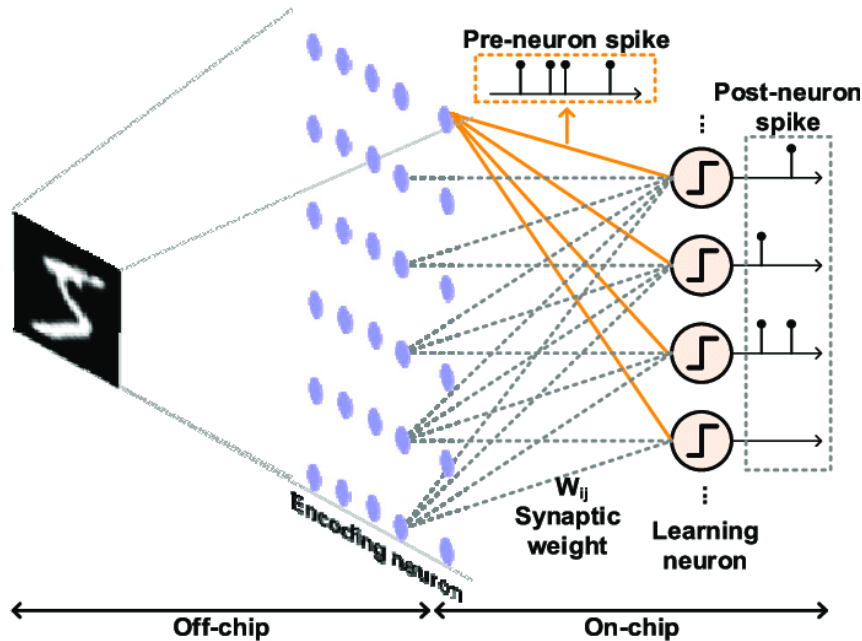 Pre-neuron spike
Post-neuron
spike
...
Encoding neuron
Wij
Synaptic
weight
...
Learning
neuron
Off-chip
On-chip